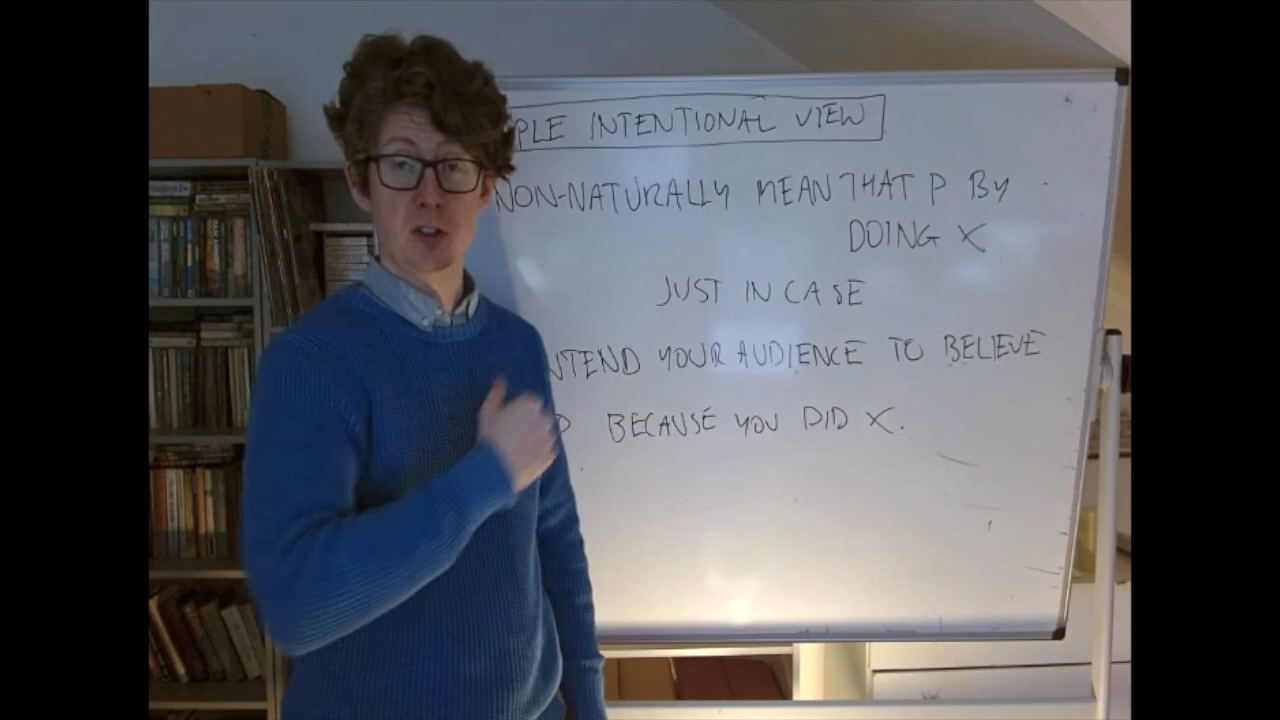 PLE INTENTIONAL VIEW
NON-NATURALLY MEAN THAT P BY
DOING X
JUST IN CASE
NTEND YOUR AUDIENCE TO BELIEVE
P BECAUSE YOU DID X.